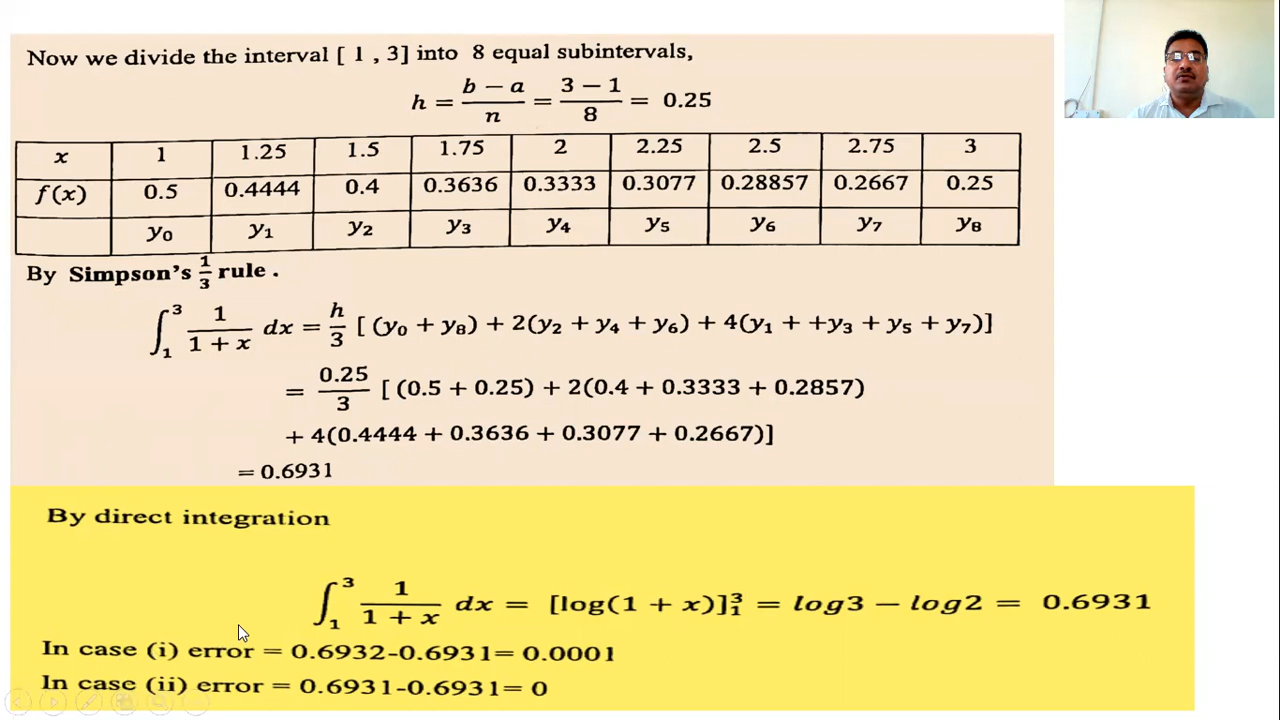 Now we divide the interval [ 1 , 3] into 8 equal subintervals,
h = (b − a)/n = (3 − 1)/8 = 0.25
x 1 1.25 1.5 1.75 2 2.25 2.5 2.75 3
f(x) 0.5 0.4444 0.4 0.3636 0.3333 0.3077 0.28857 0.2667 0.25
y₀ y₁ y₂ y₃ y₄ y₅ y₆ y₇ y₈
By Simpson's 1/3 rule .
∫₁³ 1/(1 + x) dx = h/3 [ (y₀ + y₈) + 2(y₂ + y₄ + y₆) + 4(y₁ + +y₃ + y₅ + y₇)]
= 0.25/3 [ (0.5 + 0.25) + 2(0.4 + 0.3333 + 0.2857)
+ 4(0.4444 + 0.3636 + 0.3077 + 0.2667)]
= 0.6931
By direct integration
∫₁³ 1/(1 + x) dx = [log(1 + x)]₁³ = log3 − log2 = 0.6931
In case (i) error = 0.6932-0.6931= 0.0001
In case (ii) error = 0.6931-0.6931= 0